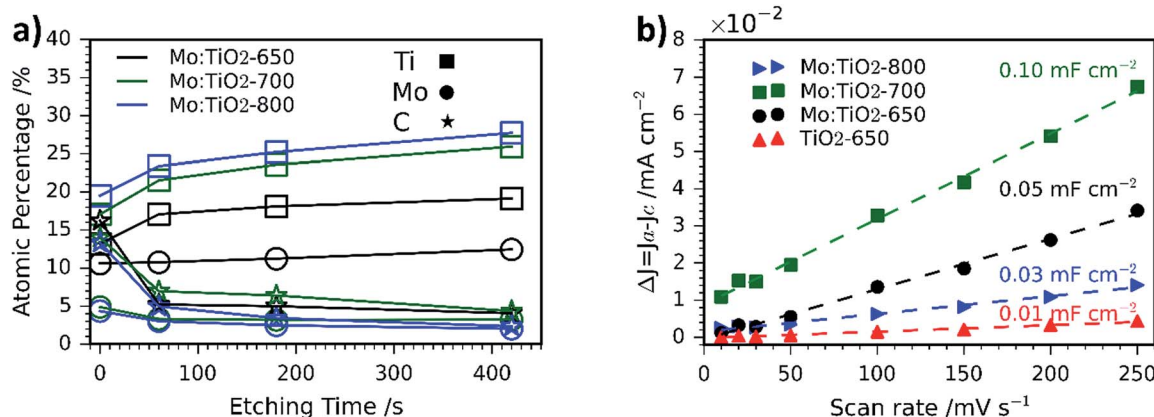 a)
40
35
30
25
20
15
10
5
0
Atomic Percentage /%
Mo:TiO2-650
Mo:TiO2-700
Mo:TiO2-800
Ti
Mo
C
0 100 200 300 400
Etching Time /s
b)
×10⁻²
8
7
6
5
4
3
2
1
0
ΔJ=Ja-Jc /mA cm⁻²
Mo:TiO2-800
Mo:TiO2-700
Mo:TiO2-650
TiO2-650
0.10 mF cm⁻²
0.05 mF cm⁻²
0.03 mF cm⁻²
0.01 mF cm⁻²
0 50 100 150 200 250
Scan rate /mV s⁻¹